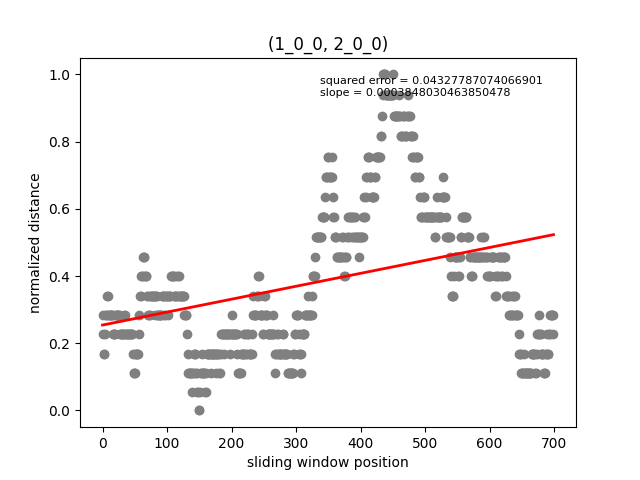 (1_0_0, 2_0_0)
squared error = 0.04327787074066901
slope = 0.0003848030463850478
normalized distance
1.0
0.8
0.6
0.4
0.2
0.0
0 100 200 300 400 500 600 700
sliding window position